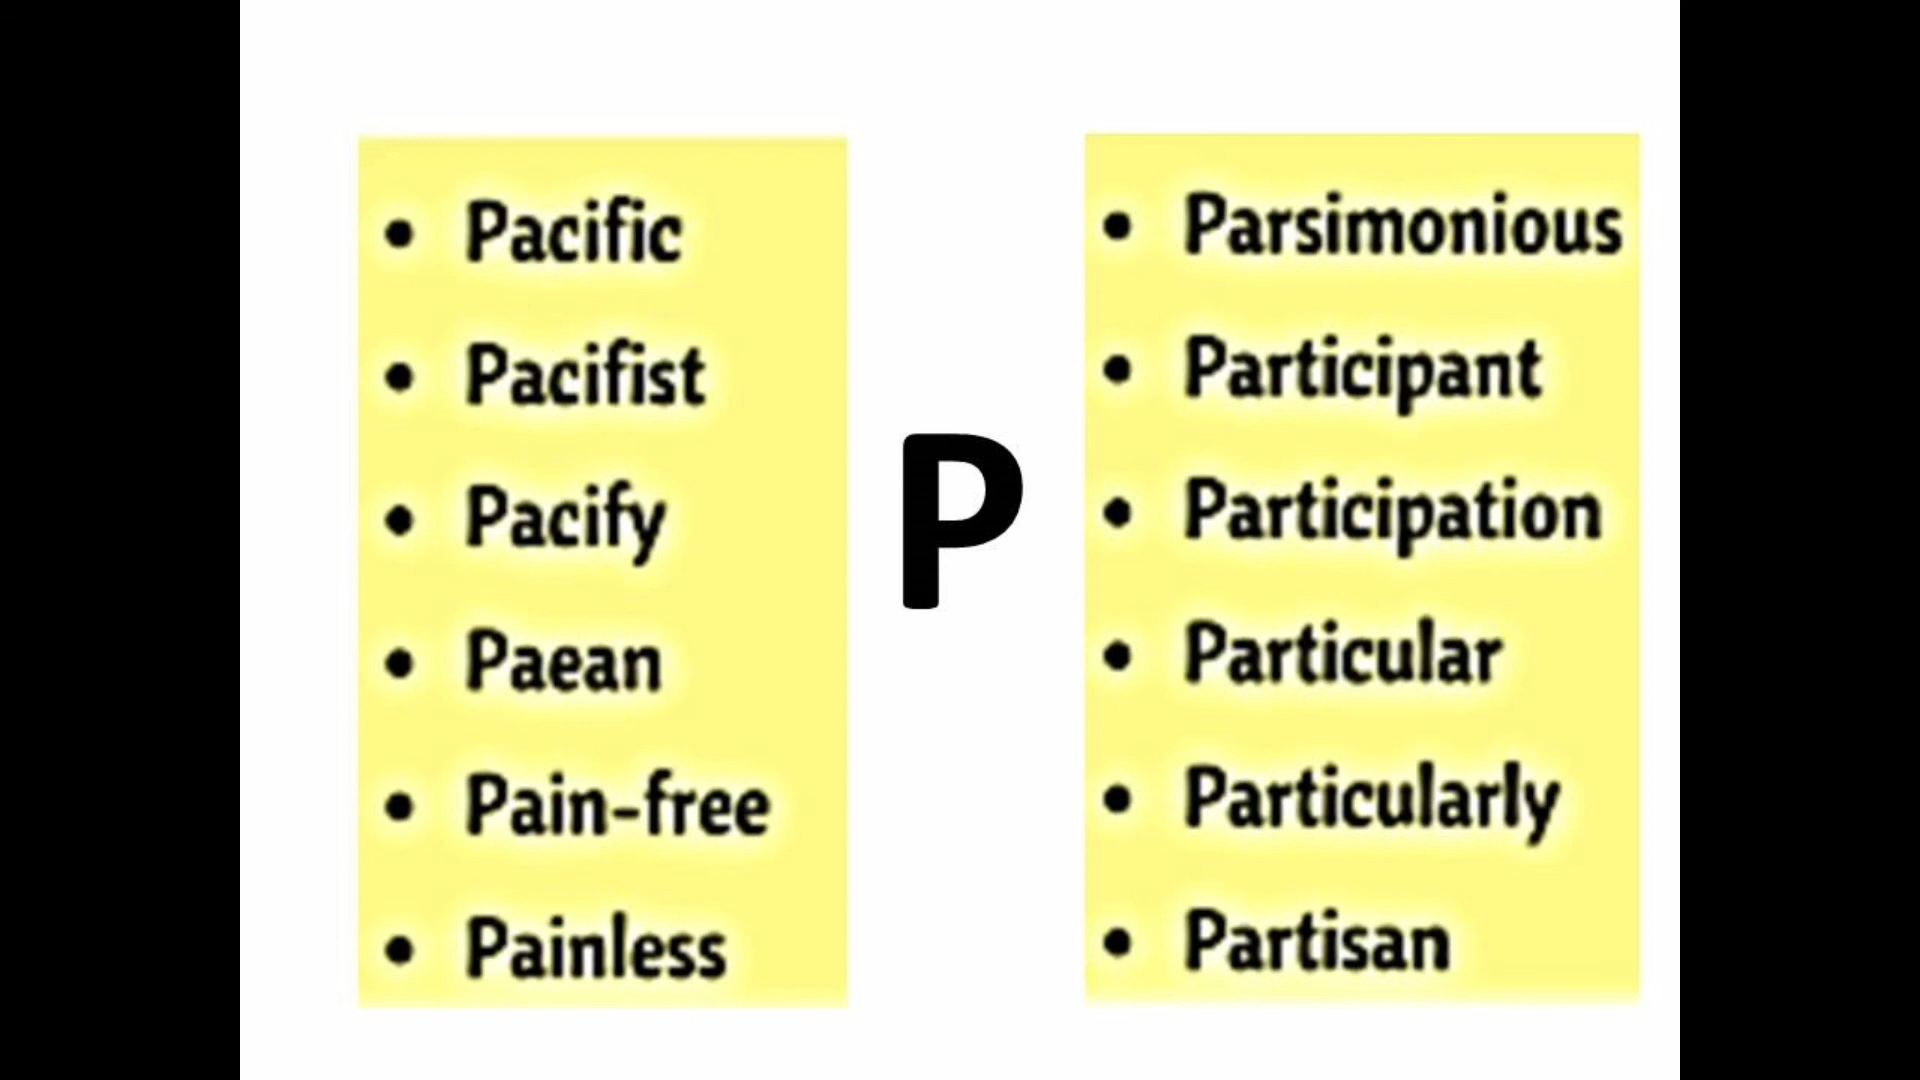 • Pacific
• Pacifist
• Pacify
• Paean
• Pain-free
• Painless
P
• Parsimonious
• Participant
• Participation
• Particular
• Particularly
• Partisan